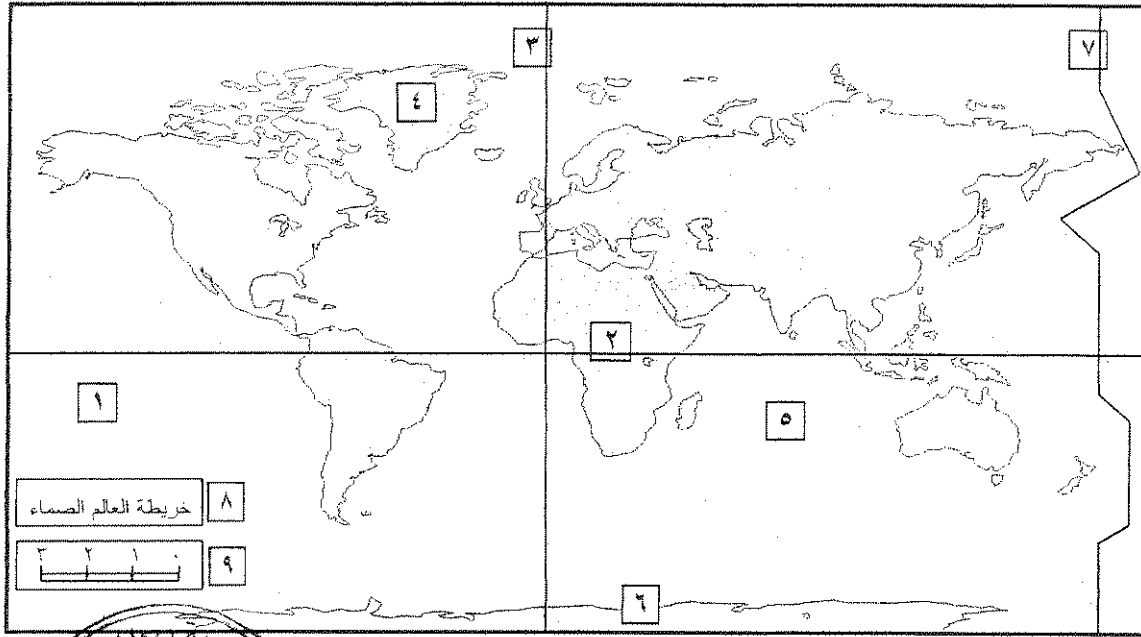 ٣ ٧
٤
٢
١ ٥
خريطة العالم الصماء ٨
٣ ٢ ١ ٠ ٩
٦